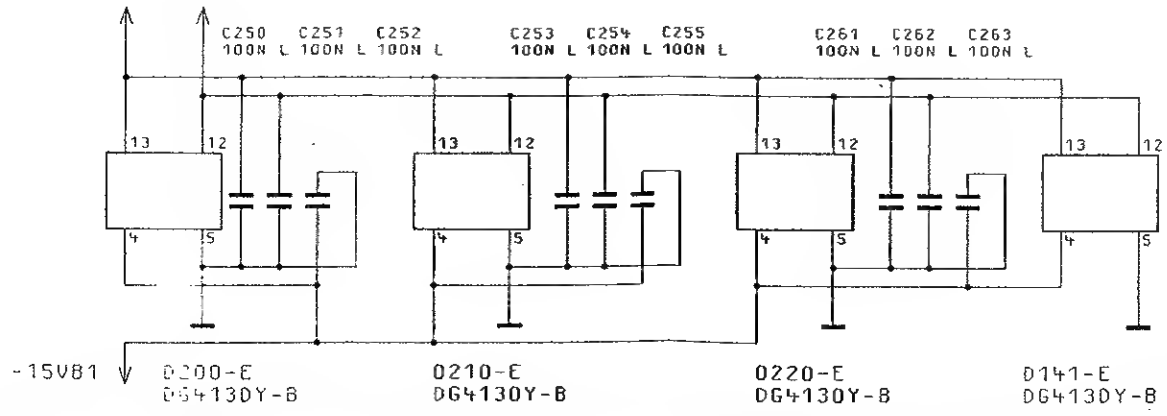 C250 C251 C252
100N L 100N L 100N L
C253 C254 C255
100N L 100N L 100N L
C261 C262 C263
100N L 100N L 100N L
13 12
13 12
13 12
13 12
4 5
4 5
4 5
4 5
-15VB1
D200-E
DG413DY-B
D210-E
DG413DY-B
D220-E
DG413DY-B
D141-E
DG413DY-B